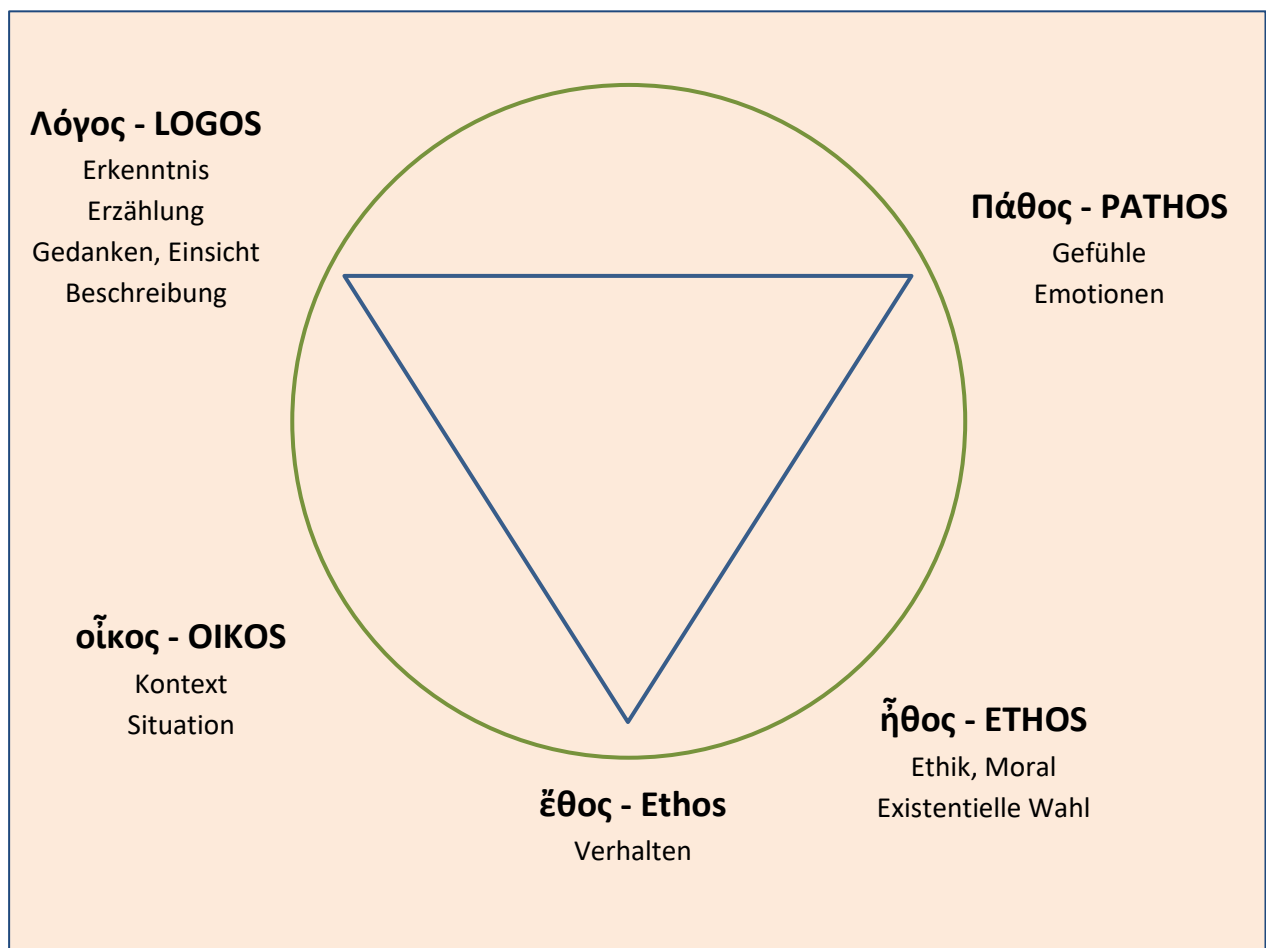 Λόγος - LOGOS
Erkenntnis
Erzählung
Gedanken, Einsicht
Beschreibung
Πάθος - PATHOS
Gefühle
Emotionen
οἶκος - OIKOS
Kontext
Situation
ἦθος - ETHOS
Ethik, Moral
Existentielle Wahl
ἔθος - Ethos
Verhalten